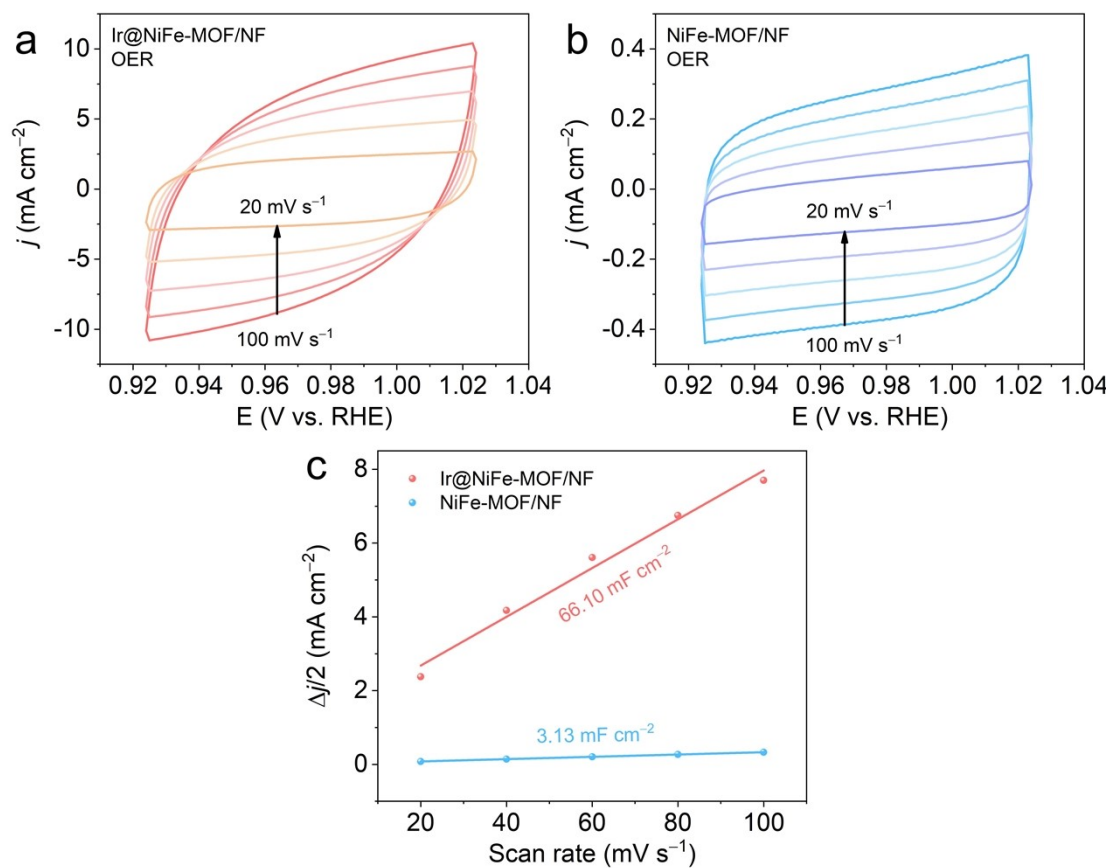 a
Ir@NiFe-MOF/NF
OER
10
5
0
-5
-10
j (mA cm⁻²)
20 mV s⁻¹
100 mV s⁻¹
0.92 0.94 0.96 0.98 1.00 1.02 1.04
E (V vs. RHE)
b
NiFe-MOF/NF
OER
0.4
0.2
0.0
-0.2
-0.4
j (mA cm⁻²)
20 mV s⁻¹
100 mV s⁻¹
0.92 0.94 0.96 0.98 1.00 1.02 1.04
E (V vs. RHE)
c
Ir@NiFe-MOF/NF
NiFe-MOF/NF
8
6
4
2
0
Δj/2 (mA cm⁻²)
66.10 mF cm⁻²
3.13 mF cm⁻²
20 40 60 80 100
Scan rate (mV s⁻¹)